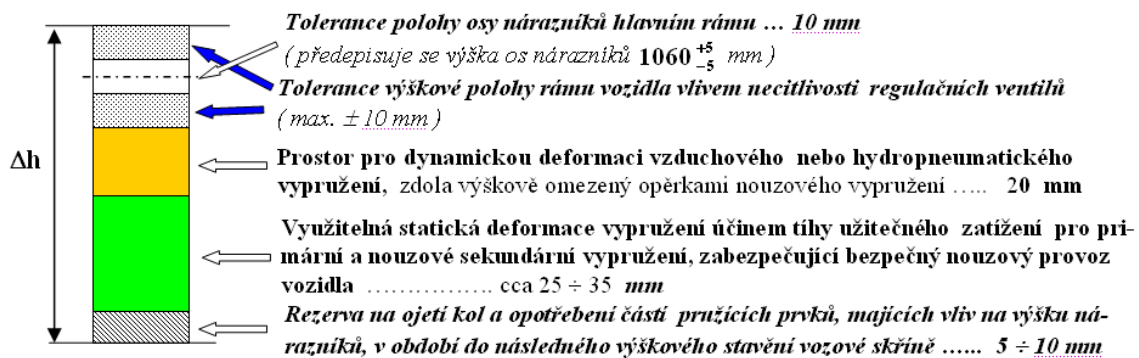 Tolerance polohy osy nárazníků hlavním rámu … 10 mm
( předepisuje se výška os nárazníků 1060 +5 −5 mm )
Tolerance výškové polohy rámu vozidla vlivem necitlivosti regulačních ventilů
( max. ± 10 mm )
Δh
Prostor pro dynamickou deformaci vzduchového nebo hydropneumatického
vypružení, zdola výškově omezený opěrkami nouzového vypružení ….. 20 mm
Využitelná statická deformace vypružení účinem tíhy užitečného zatížení pro pri-
mární a nouzové sekundární vypružení, zabezpečující bezpečný nouzový provoz
vozidla ……………. cca 25 ÷ 35 mm
Rezerva na ojetí kol a opotřebení částí pružících prvků, majících vliv na výšku ná-
razníků, v období do následného výškového stavění vozové skříně …... 5 ÷ 10 mm